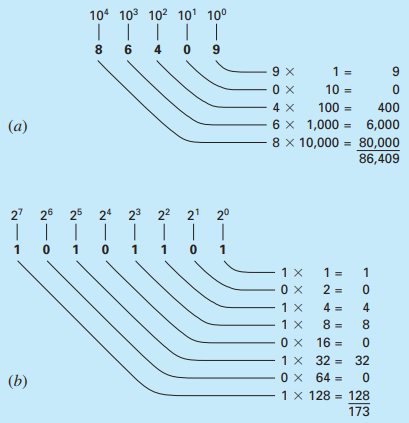 10⁴ 10³ 10² 10¹ 10⁰
8 6 4 0 9
9 × 1 = 9
0 × 10 = 0
4 × 100 = 400
(a)
6 × 1,000 = 6,000
8 × 10,000 = 80,000
86,409
2⁷ 2⁶ 2⁵ 2⁴ 2³ 2² 2¹ 2⁰
1 0 1 0 1 1 0 1
1 × 1 = 1
0 × 2 = 0
1 × 4 = 4
1 × 8 = 8
0 × 16 = 0
1 × 32 = 32
(b)
0 × 64 = 0
1 × 128 = 128
173